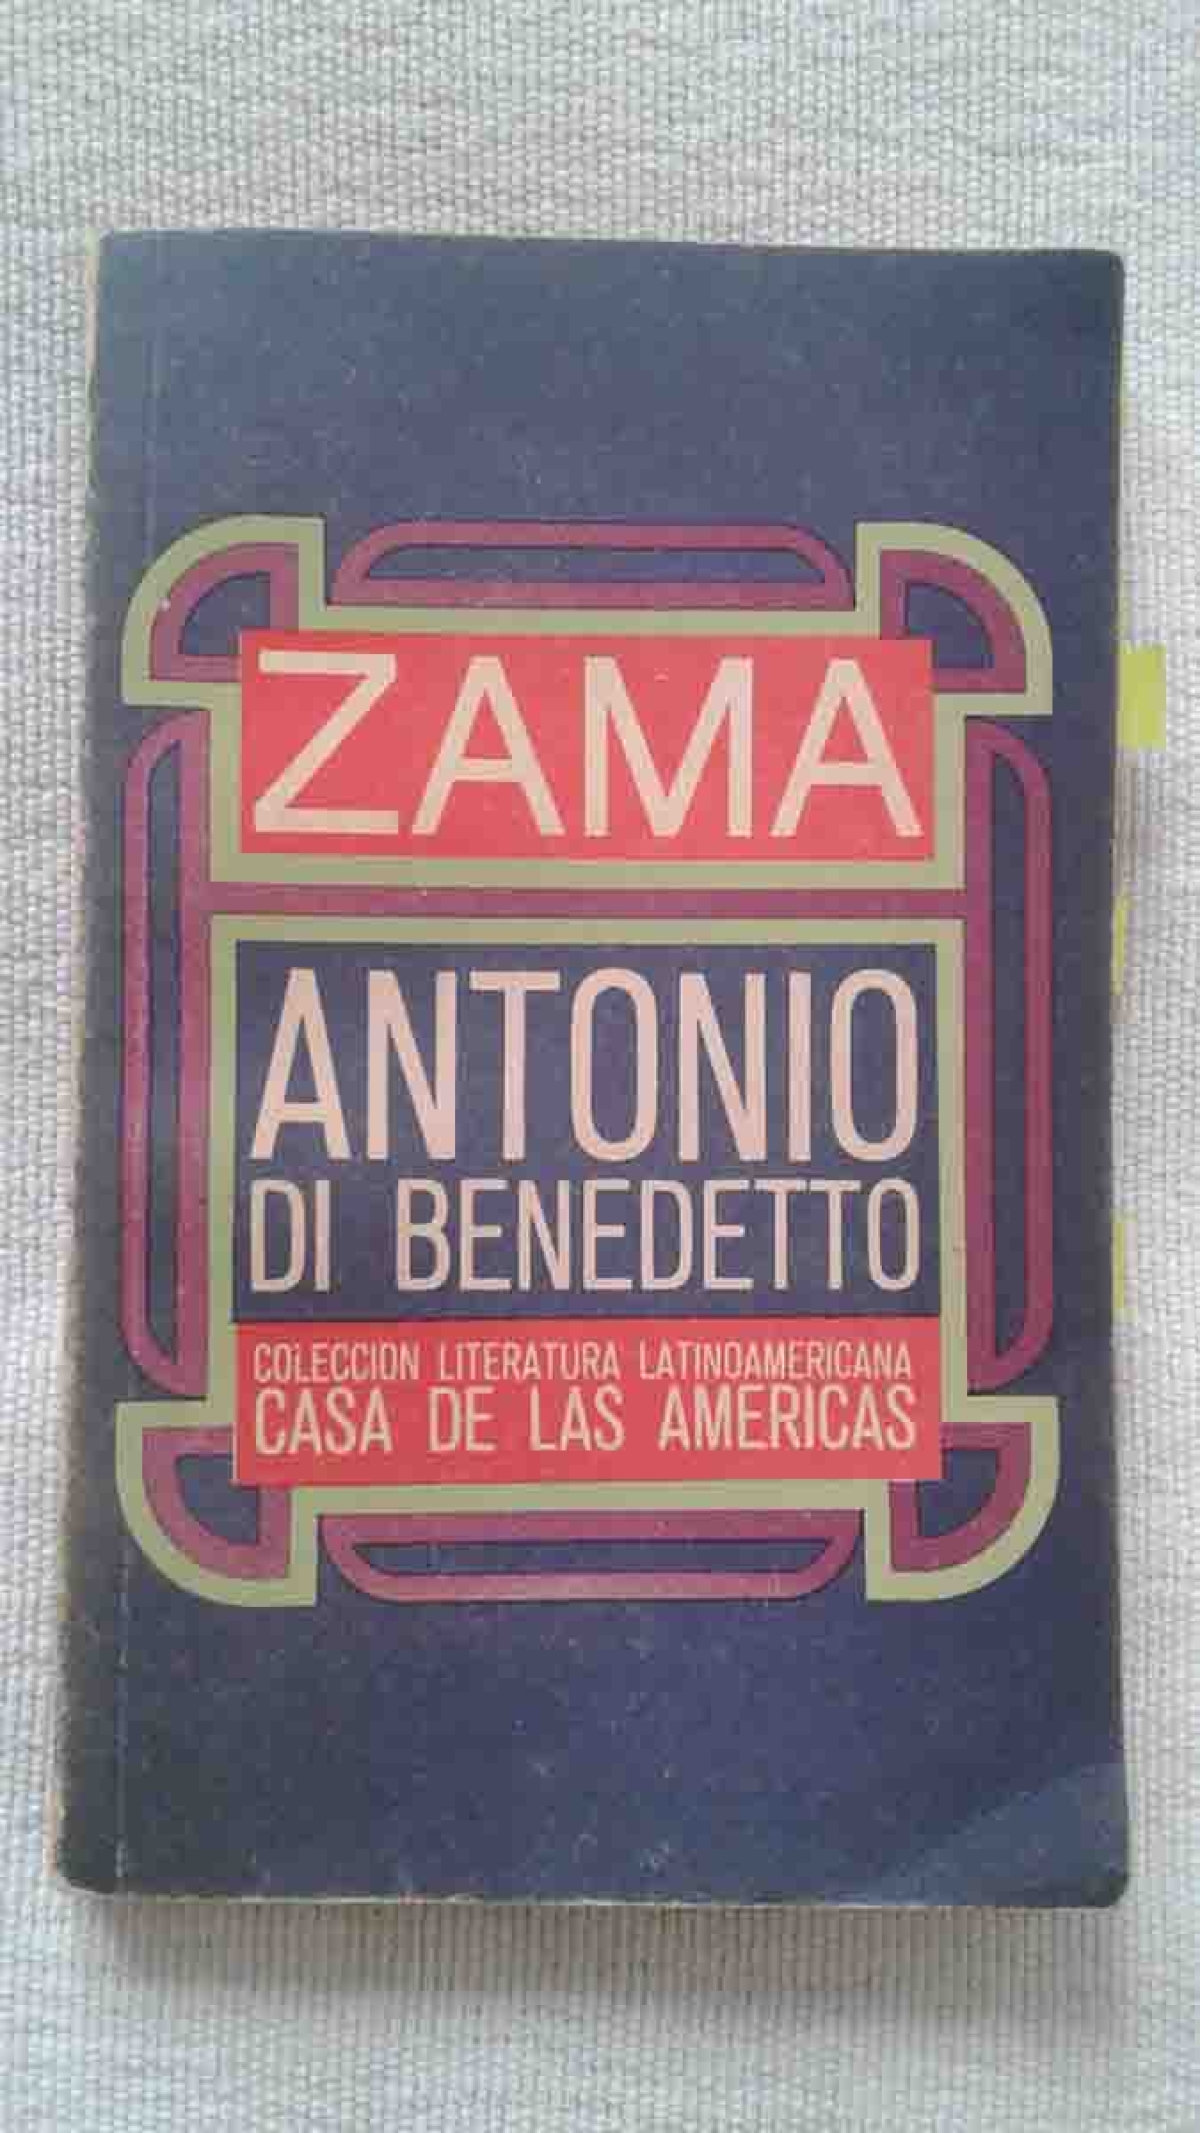 ZAMA
ANTONIO
DI BENEDETTO
COLECCION LITERATURA LATINOAMERICANA
CASA DE LAS AMERICAS